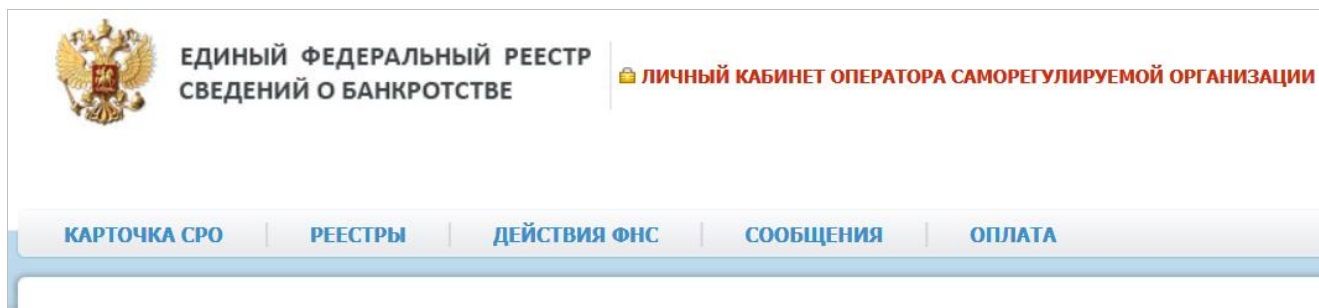 ЕДИНЫЙ ФЕДЕРАЛЬНЫЙ РЕЕСТР
СВЕДЕНИЙ О БАНКРОТСТВЕ
ЛИЧНЫЙ КАБИНЕТ ОПЕРАТОРА САМОРЕГУЛИРУЕМОЙ ОРГАНИЗАЦИИ
КАРТОЧКА СРО РЕЕСТРЫ ДЕЙСТВИЯ ФНС СООБЩЕНИЯ ОПЛАТА